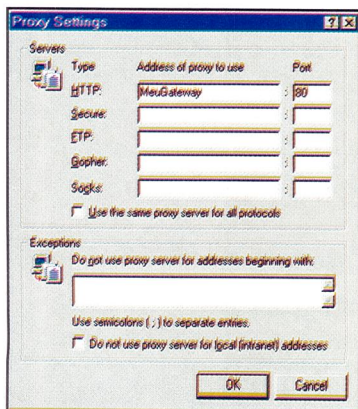 Proxy Settings
Servers
Type Address of proxy to use Port
HTTP: MeuGateway : 80
Secure: :
FTP: :
Gopher: :
Socks: :
Use the same proxy server for all protocols
Exceptions
Do not use proxy server for addresses beginning with:
Use semicolons ( ; ) to separate entries.
Do not use proxy server for local (intranet) addresses
OK Cancel